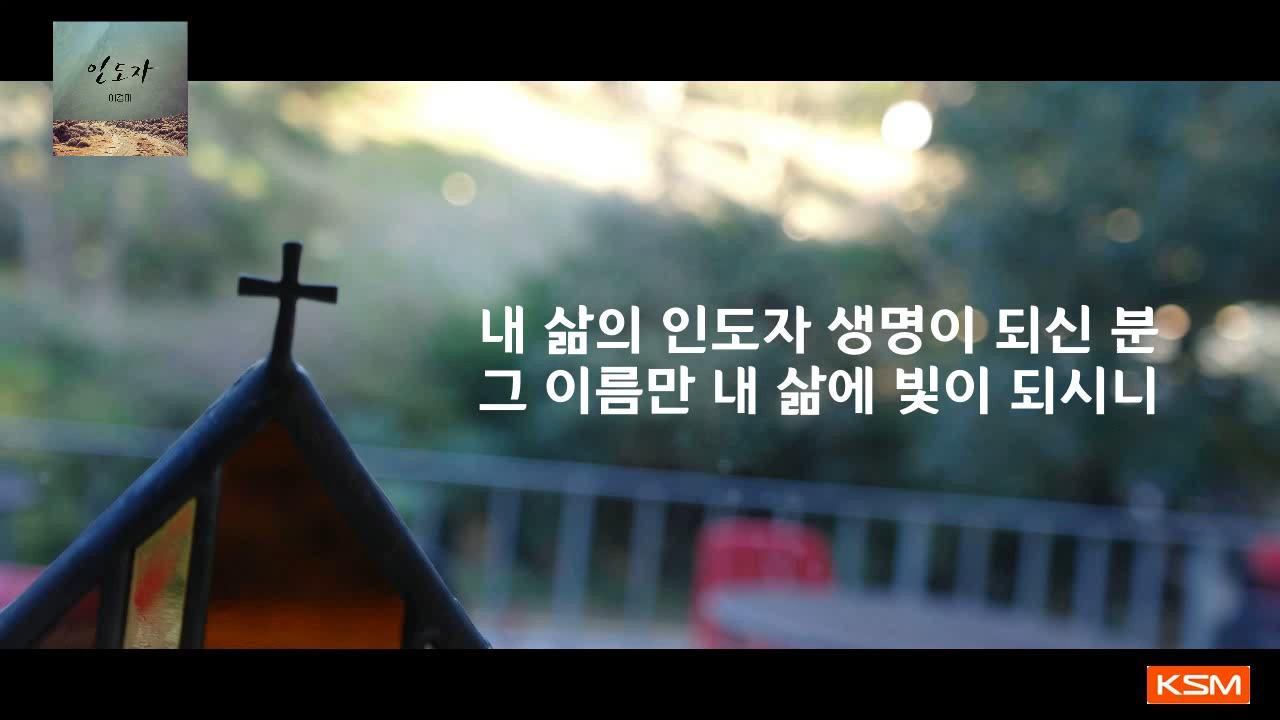 인도자
이건미
내 삶의 인도자 생명이 되신 분
그 이름만 내 삶에 빛이 되시니
KSM